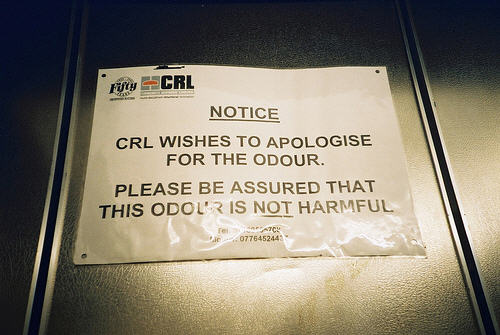 Fifty
CRL
NOTICE
CRL WISHES TO APOLOGISE
FOR THE ODOUR.
PLEASE BE ASSURED THAT
THIS ODOUR IS NOT HARMFUL